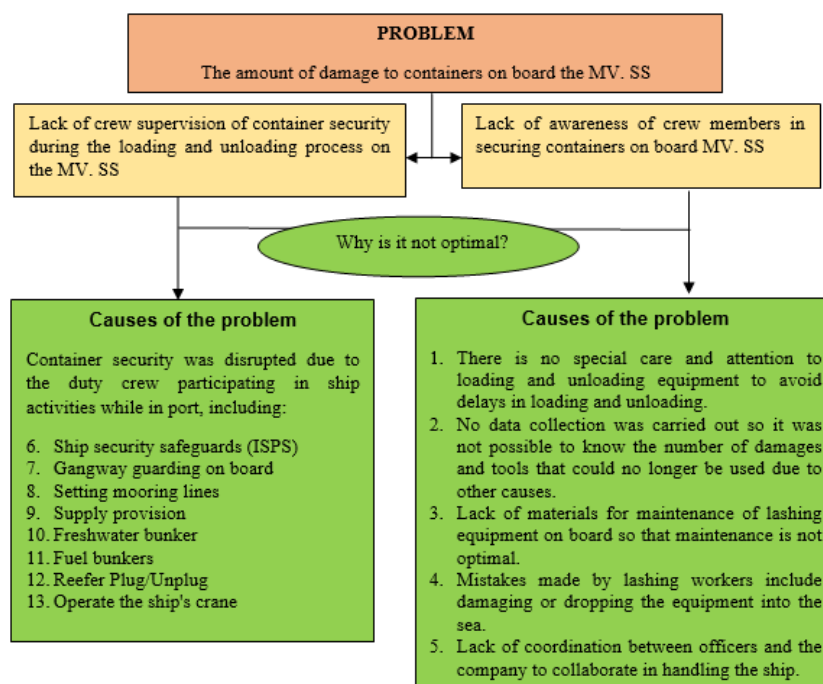 PROBLEM
The amount of damage to containers on board the MV. SS
Lack of crew supervision of container security
during the loading and unloading process on
the MV. SS
Lack of awareness of crew members in
securing containers on board MV. SS
Why is it not optimal?
Causes of the problem
Container security was disrupted due to
the duty crew participating in ship
activities while in port, including:
6. Ship security safeguards (ISPS)
7. Gangway guarding on board
8. Setting mooring lines
9. Supply provision
10. Freshwater bunker
11. Fuel bunkers
12. Reefer Plug/Unplug
13. Operate the ship's crane
Causes of the problem
1. There is no special care and attention to
loading and unloading equipment to avoid
delays in loading and unloading.
2. No data collection was carried out so it was
not possible to know the number of damages
and tools that could no longer be used due to
other causes.
3. Lack of materials for maintenance of lashing
equipment on board so that maintenance is not
optimal.
4. Mistakes made by lashing workers include
damaging or dropping the equipment into the
sea.
5. Lack of coordination between officers and the
company to collaborate in handling the ship.